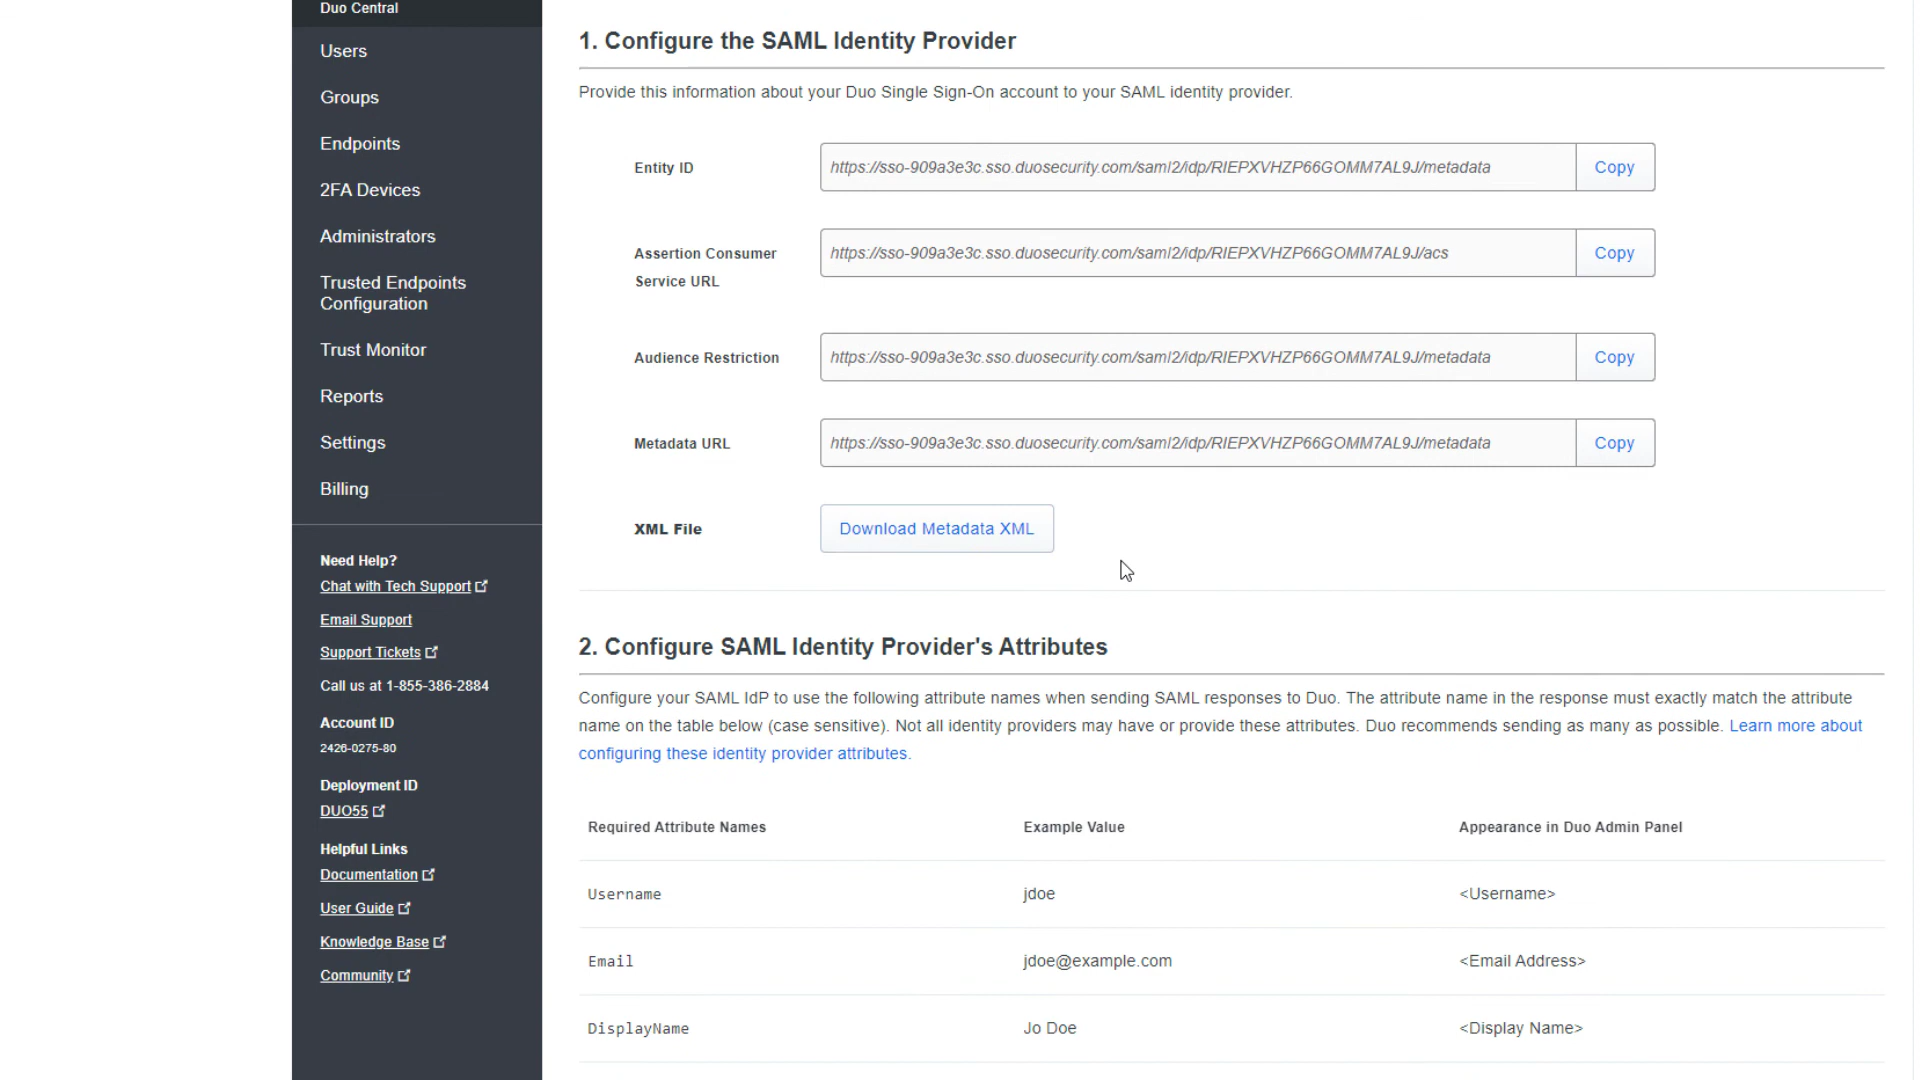 Duo Central
Users
Groups
Endpoints
2FA Devices
Administrators
Trusted Endpoints
Configuration
Trust Monitor
Reports
Settings
Billing
Need Help?
Chat with Tech Support
Email Support
Support Tickets
Call us at 1-855-386-2884
Account ID
2426-0275-80
Deployment ID
DUO55
Helpful Links
Documentation
User Guide
Knowledge Base
Community
1. Configure the SAML Identity Provider
Provide this information about your Duo Single Sign-On account to your SAML identity provider.
Entity ID
https://sso-909a3e3c.sso.duosecurity.com/saml2/idp/RIEPXVHZP66GOMM7AL9J/metadata
Copy
Assertion Consumer
Service URL
https://sso-909a3e3c.sso.duosecurity.com/saml2/idp/RIEPXVHZP66GOMM7AL9J/acs
Copy
Audience Restriction
https://sso-909a3e3c.sso.duosecurity.com/saml2/idp/RIEPXVHZP66GOMM7AL9J/metadata
Copy
Metadata URL
https://sso-909a3e3c.sso.duosecurity.com/saml2/idp/RIEPXVHZP66GOMM7AL9J/metadata
Copy
XML File
Download Metadata XML
2. Configure SAML Identity Provider's Attributes
Configure your SAML IdP to use the following attribute names when sending SAML responses to Duo. The attribute name in the response must exactly match the attribute
name on the table below (case sensitive). Not all identity providers may have or provide these attributes. Duo recommends sending as many as possible. Learn more about
configuring these identity provider attributes.
Required Attribute Names Example Value Appearance in Duo Admin Panel
Username jdoe <Username>
Email jdoe@example.com <Email Address>
DisplayName Jo Doe <Display Name>